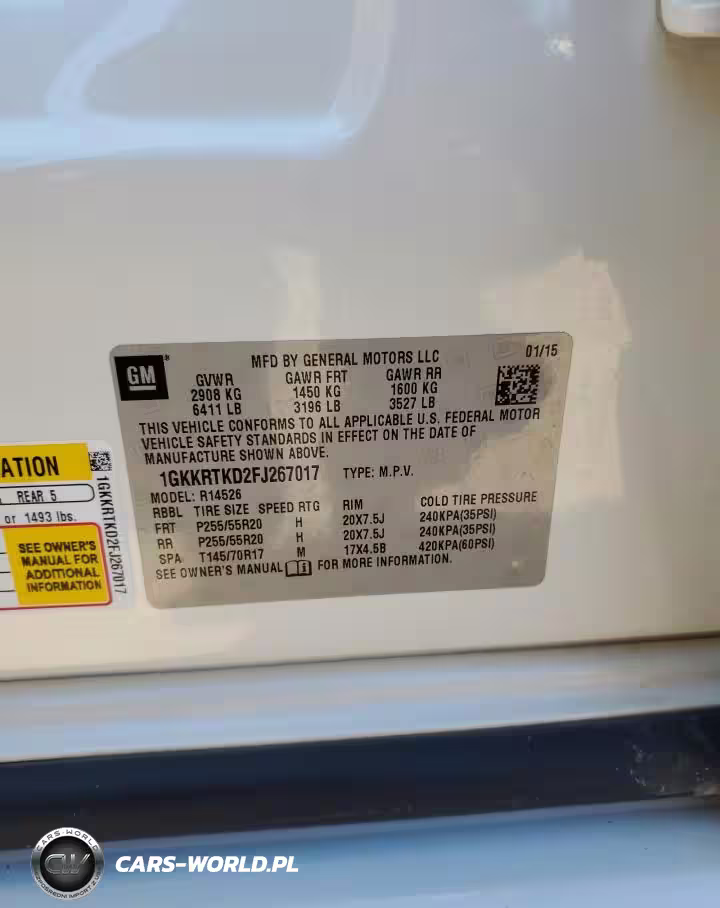 GM
MFD BY GENERAL MOTORS LLC
01/15
GVWR GAWR FRT GAWR RR
2908 KG 1450 KG 1600 KG
6411 LB 3196 LB 3527 LB
THIS VEHICLE CONFORMS TO ALL APPLICABLE U.S. FEDERAL MOTOR
VEHICLE SAFETY STANDARDS IN EFFECT ON THE DATE OF
MANUFACTURE SHOWN ABOVE.
1GKKRTKD2FJ267017 TYPE: M.P.V.
MODEL: R14526
RBBL TIRE SIZE SPEED RTG RIM COLD TIRE PRESSURE
FRT P255/55R20 H 20X7.5J 240KPA(35PSI)
RR P255/55R20 H 20X7.5J 240KPA(35PSI)
SPA T145/70R17 M 17X4.5B 420KPA(60PSI)
SEE OWNER'S MANUAL FOR MORE INFORMATION.
ATION
REAR 5
or 1493 lbs.
SEE OWNER'S
MANUAL FOR
ADDITIONAL
INFORMATION
1GKKRTKD2FJ267017
CARS-WORLD
CW
CARS-WORLD.PL